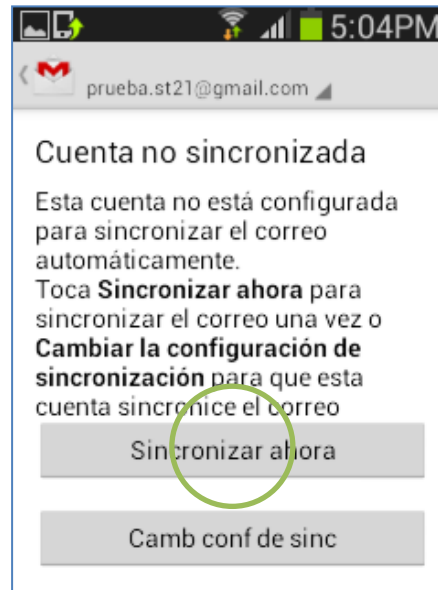 5:04PM
prueba.st21@gmail.com
Cuenta no sincronizada
Esta cuenta no está configurada
para sincronizar el correo
automáticamente.
Toca Sincronizar ahora para
sincronizar el correo una vez o
Cambiar la configuración de
sincronización para que esta
cuenta sincronice el correo
Sincronizar ahora
Camb conf de sinc